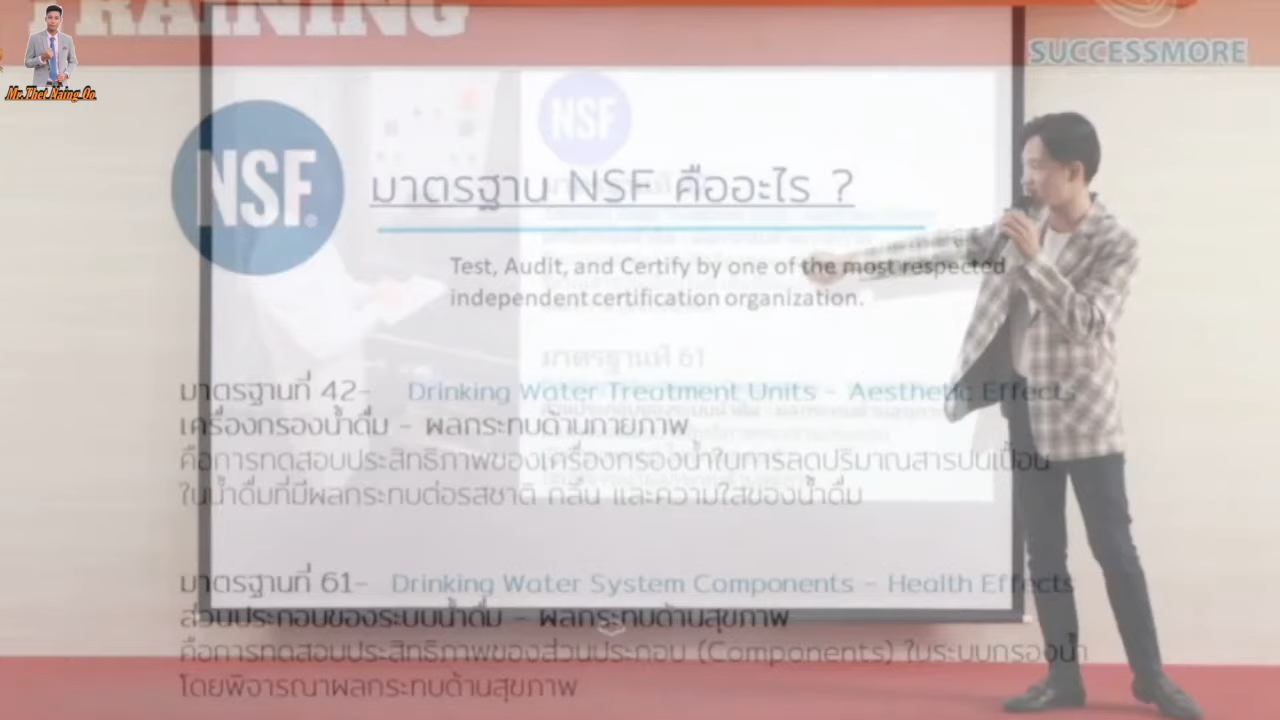 TRAINING
SUCCESSMORE
Mr.Thet Naing Oo
NSF
NSF®
มาตรฐาน NSF คืออะไร ?
Test, Audit, and Certify by one of the most respected
independent certification organization.
มาตรฐานที่ 61
มาตรฐานที่ 42- Drinking Water Treatment Units - Aesthetic Effects
เครื่องกรองน้ำดื่ม - ผลกระทบด้านกายภาพ
คือการทดสอบประสิทธิภาพของเครื่องกรองน้ำในการลดปริมาณสารปนเปื้อน
ในน้ำดื่มที่มีผลกระทบต่อรสชาติ กลิ่น และความใสของน้ำดื่ม
มาตรฐานที่ 61- Drinking Water System Components - Health Effects
ส่วนประกอบของระบบน้ำดื่ม - ผลกระทบด้านสุขภาพ
คือการทดสอบประสิทธิภาพของส่วนประกอบ (Components) ในระบบกรองน้ำ
โดยพิจารณาผลกระทบด้านสุขภาพ